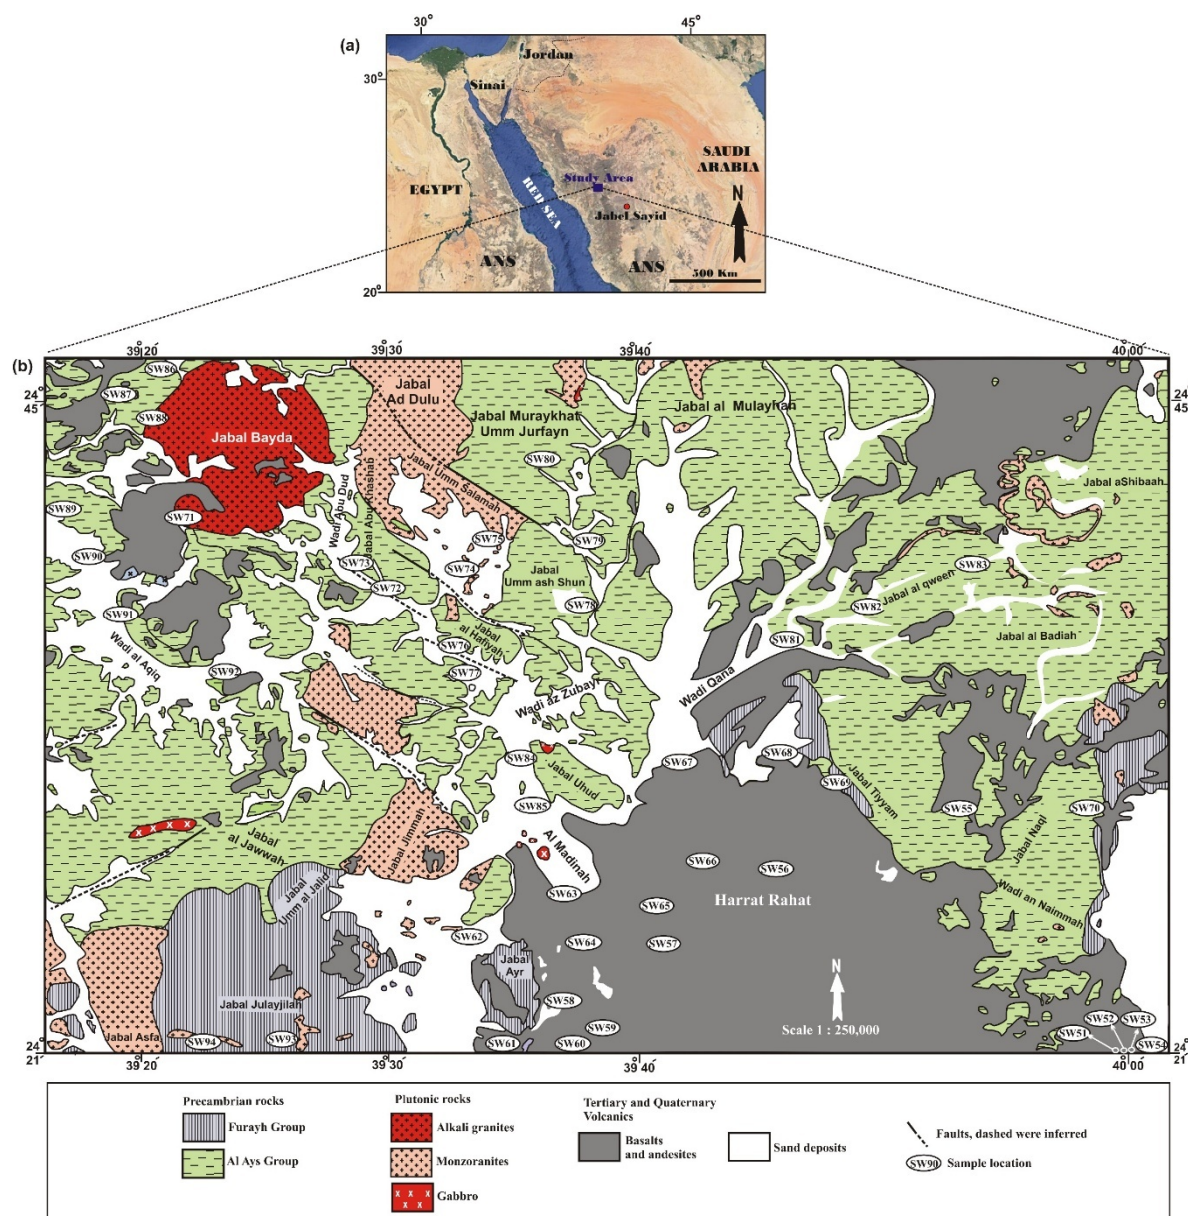 30°
45°
(a)
Jordan
30°
Sinai
SAUDI
ARABIA
Study Area
N
EGYPT
RED SEA
Jabel Sayid
ANS
ANS
500 Km
20°
(b)
39°20´
39°30´
39°40´
40°00´
24°
45´
24°
45´
SW86
SW87
SW88
Jabal Bayda
Jabal
Ad Dulu
Jabal Muraykhat
Umm Jurfayn
Jabal al Mulayhan
SW80
Jabal Umm Salamah
Jabal aShibaah
SW89
SW71
Wadi Abu Dud
Jabal Abu Khashab
SW75
SW79
SW90
SW73
SW74
SW72
Jabal
Umm ash Shun
SW83
Jabal al qween
SW91
SW78
SW82
Jabal
al Hafiyah
SW81
Jabal al Badiah
Wadi al Aqiq
SW76
SW92
SW77
Wadi az Zubayr
Wadi Qana
SW84
SW67
SW68
Jabal Uhud
SW69
Jabal Tiyyam
SW85
SW55
SW70
Jabal
al Jawwah
Jabal Jimmah
Al Madinah
Jabal Naql
SW66
SW56
Jabal
Umm al Jalid
SW63
Harrat Rahat
Wadi an Naimmah
SW65
SW62
SW64
SW57
Jabal
Ayr
N
Jabal Julayjilah
SW58
Scale 1 : 250,000
SW59
SW52
SW53
SW51
Jabal Asfa
SW94
SW93
SW61
SW60
SW54
24°
21´
24°
21´
39°20´
39°30´
39°40´
40°00´
Precambrian rocks
Furayh Group
Al Ays Group
Plutonic rocks
Alkali granites
Monzoranites
Gabbro
Tertiary and Quaternary
Volcanics
Basalts
and andesites
Sand deposits
Faults, dashed were inferred
SW90
Sample location